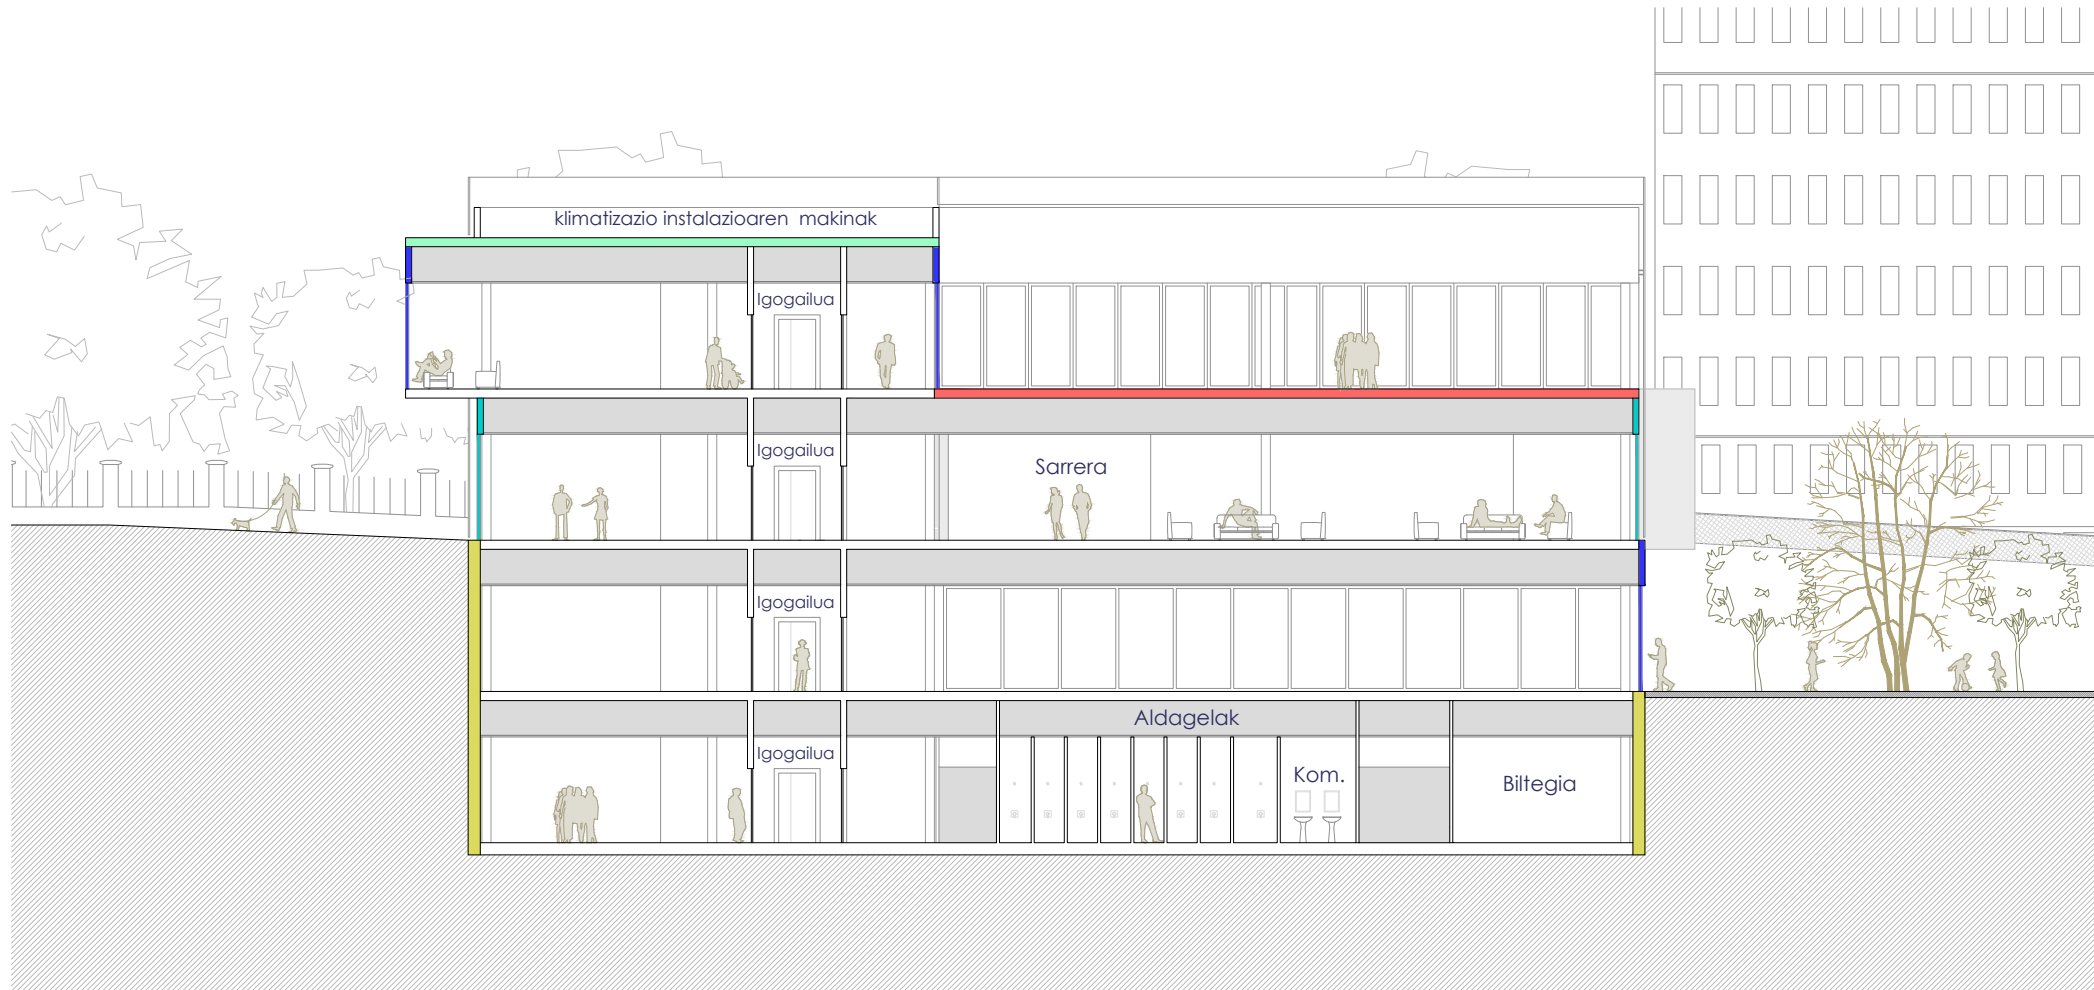 klimatizazio instalazioaren makinak
Igogailua
Igogailua
Sarrera
Igogailua
Aldagelak
Igogailua
Kom.
Biltegia